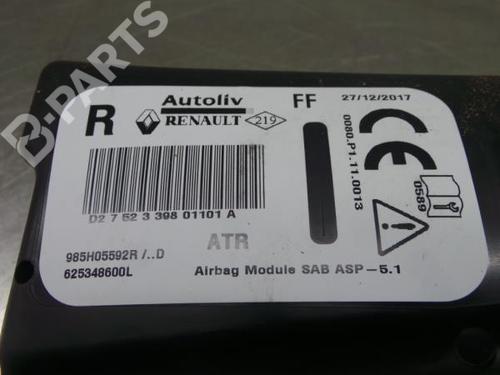 B-PARTS
R
Autoliv
RENAULT
219
FF
27/12/2017
0080.P1.11.0013
CE
0589
D2 7 52 3 398 01101 A
985H05592R /..D
625348600L
ATR
Airbag Module SAB ASP-5.1